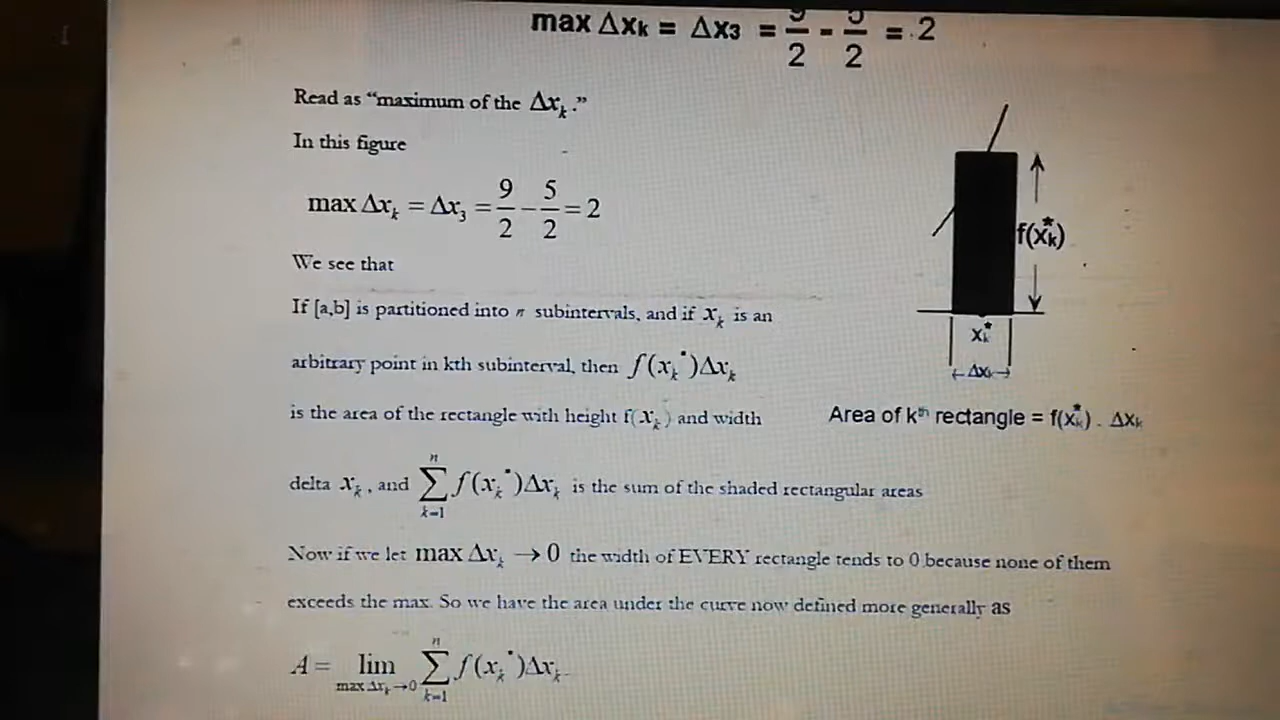 max Δxk = Δx3 = 9/2 - 5/2 = 2
Read as “maximum of the Δxₖ.”
In this figure
max Δxₖ = Δx₃ = 9/2 − 5/2 = 2
We see that
If [a,b] is partitioned into n subintervals, and if xₖ is an
arbitrary point in kth subinterval, then f(xₖ*)Δxₖ
is the area of the rectangle with height f(xₖ) and width
delta xₖ, and ∑ₖ₌₁ⁿ f(xₖ*)Δxₖ is the sum of the shaded rectangular areas
Now if we let max Δxₖ → 0 the width of EVERY rectangle tends to 0 because none of them
exceeds the max. So we have the area under the curve now defined more generally as
A = lim max Δxₖ→0 ∑ₖ₌₁ⁿ f(xₖ*)Δxₖ
f(xₖ*)
xₖ*
Δxₖ
Area of kᵗʰ rectangle = f(xₖ*) . Δxₖ